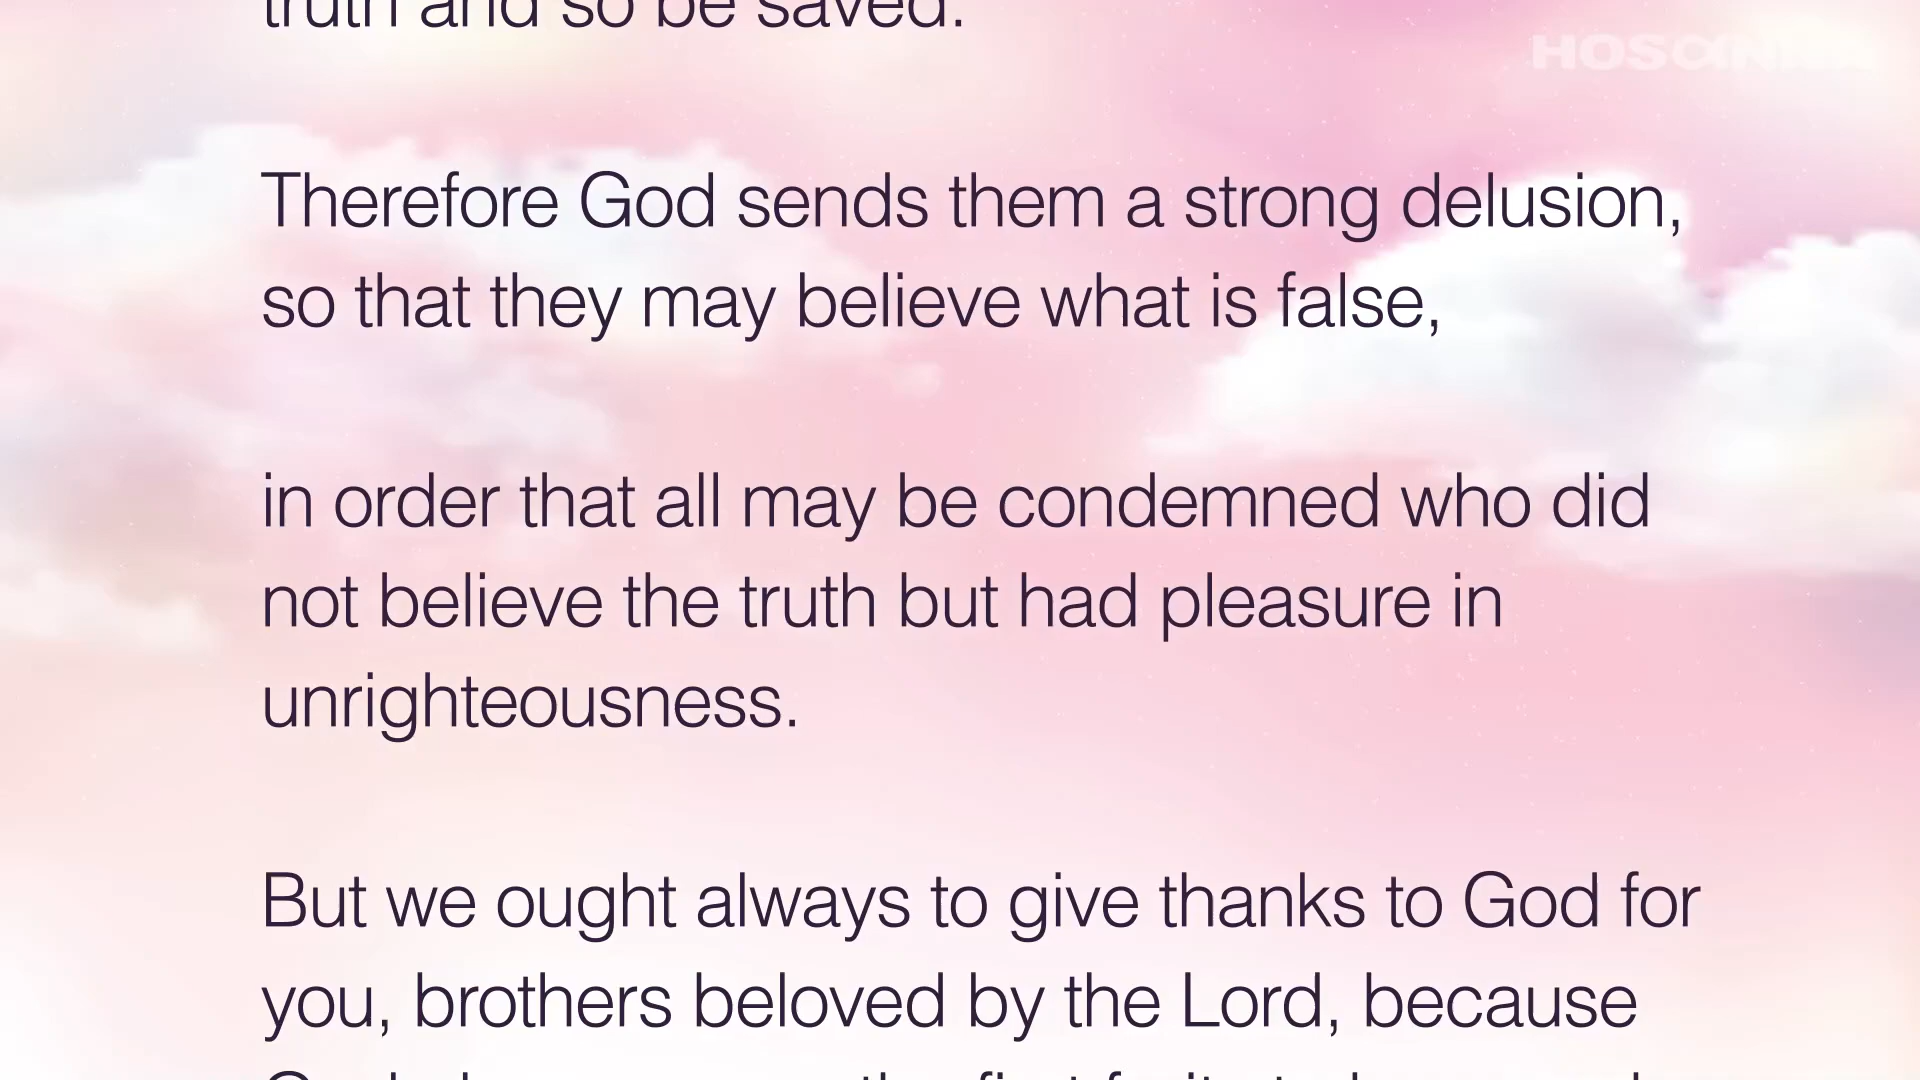 truth and so be saved.
HOSANNA
Therefore God sends them a strong delusion,
so that they may believe what is false,
in order that all may be condemned who did
not believe the truth but had pleasure in
unrighteousness.
But we ought always to give thanks to God for
you, brothers beloved by the Lord, because